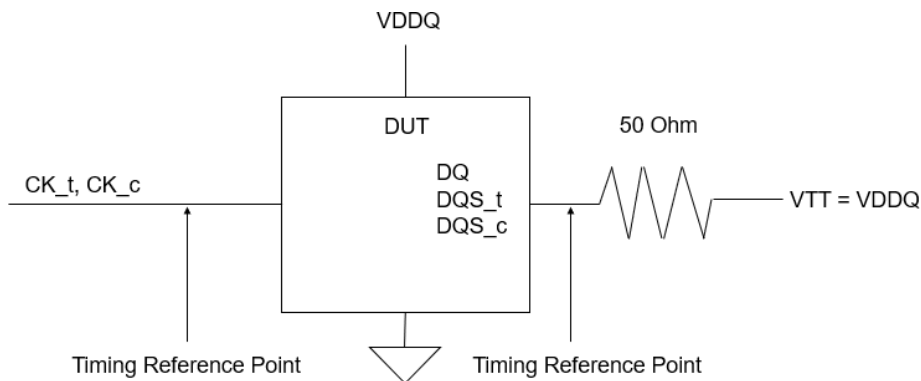 VDDQ
DUT
50 Ohm
DQ
CK_t, CK_c
DQS_t
VTT = VDDQ
DQS_c
Timing Reference Point
Timing Reference Point